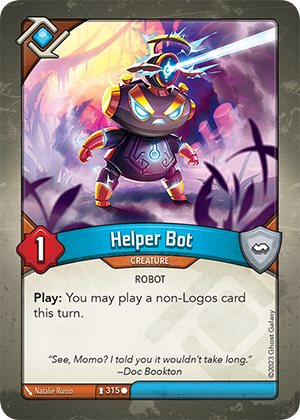 Helper Bot
CREATURE
1
ROBOT
Play: You may play a non-Logos card
this turn.
"See, Momo? I told you it wouldn't take long."
–Doc Bookton
Natalie Russo
315
©2023 Ghost Galaxy